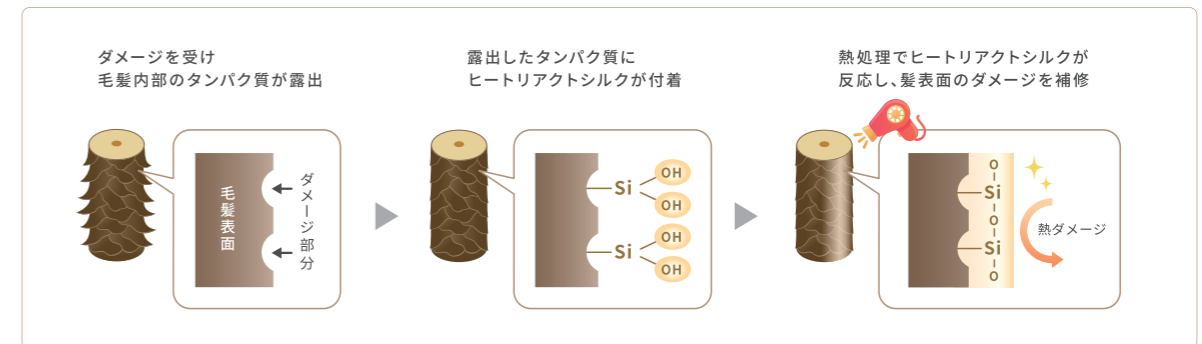 ダメージを受け
毛髪内部のタンパク質が露出
露出したタンパク質に
ヒートリアクトシルクが付着
熱処理でヒートリアクトシルクが
反応し、髪表面のダメージを補修
毛髪表面
ダメージ部分
Si
OH
OH
Si
OH
OH
O
Si
O
O
Si
O
熱ダメージ